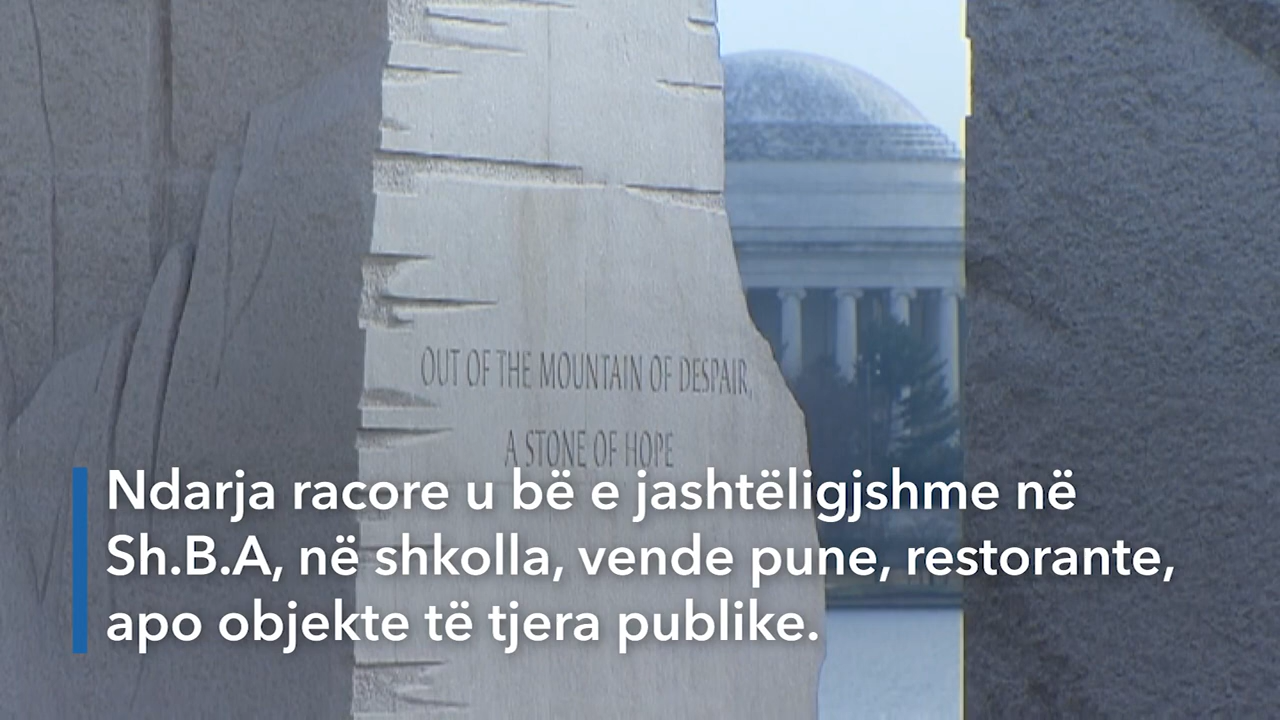 OUT OF THE MOUNTAIN OF DESPAIR,
A STONE OF HOPE
Ndarja racore u bë e jashtëligjshme në
Sh.B.A, në shkolla, vende pune, restorante,
apo objekte të tjera publike.